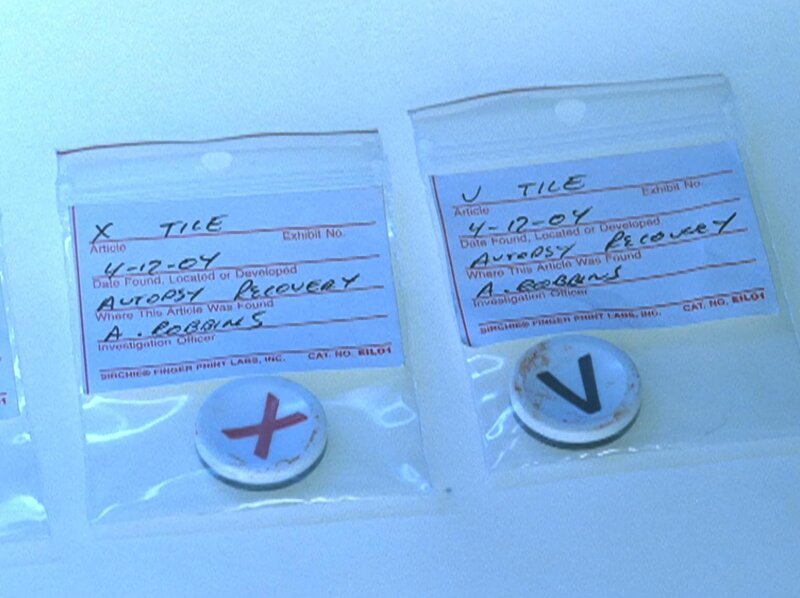 X TILE
Article Exhibit No.
4-12-04
Date Found, Located or Developed
AUTOPSY RECOVERY
Where This Article Was Found
A. ROBBINS
Investigation Officer
SIRCHIE® FINGER PRINT LABS, INC. CAT. NO. EIL01
X
V TILE
Article Exhibit No.
4-12-04
Date Found, Located or Developed
AUTOPSY RECOVERY
Where This Article Was Found
A. ROBBINS
Investigation Officer
SIRCHIE® FINGER PRINT LABS, INC. CAT. NO. EIL01
V